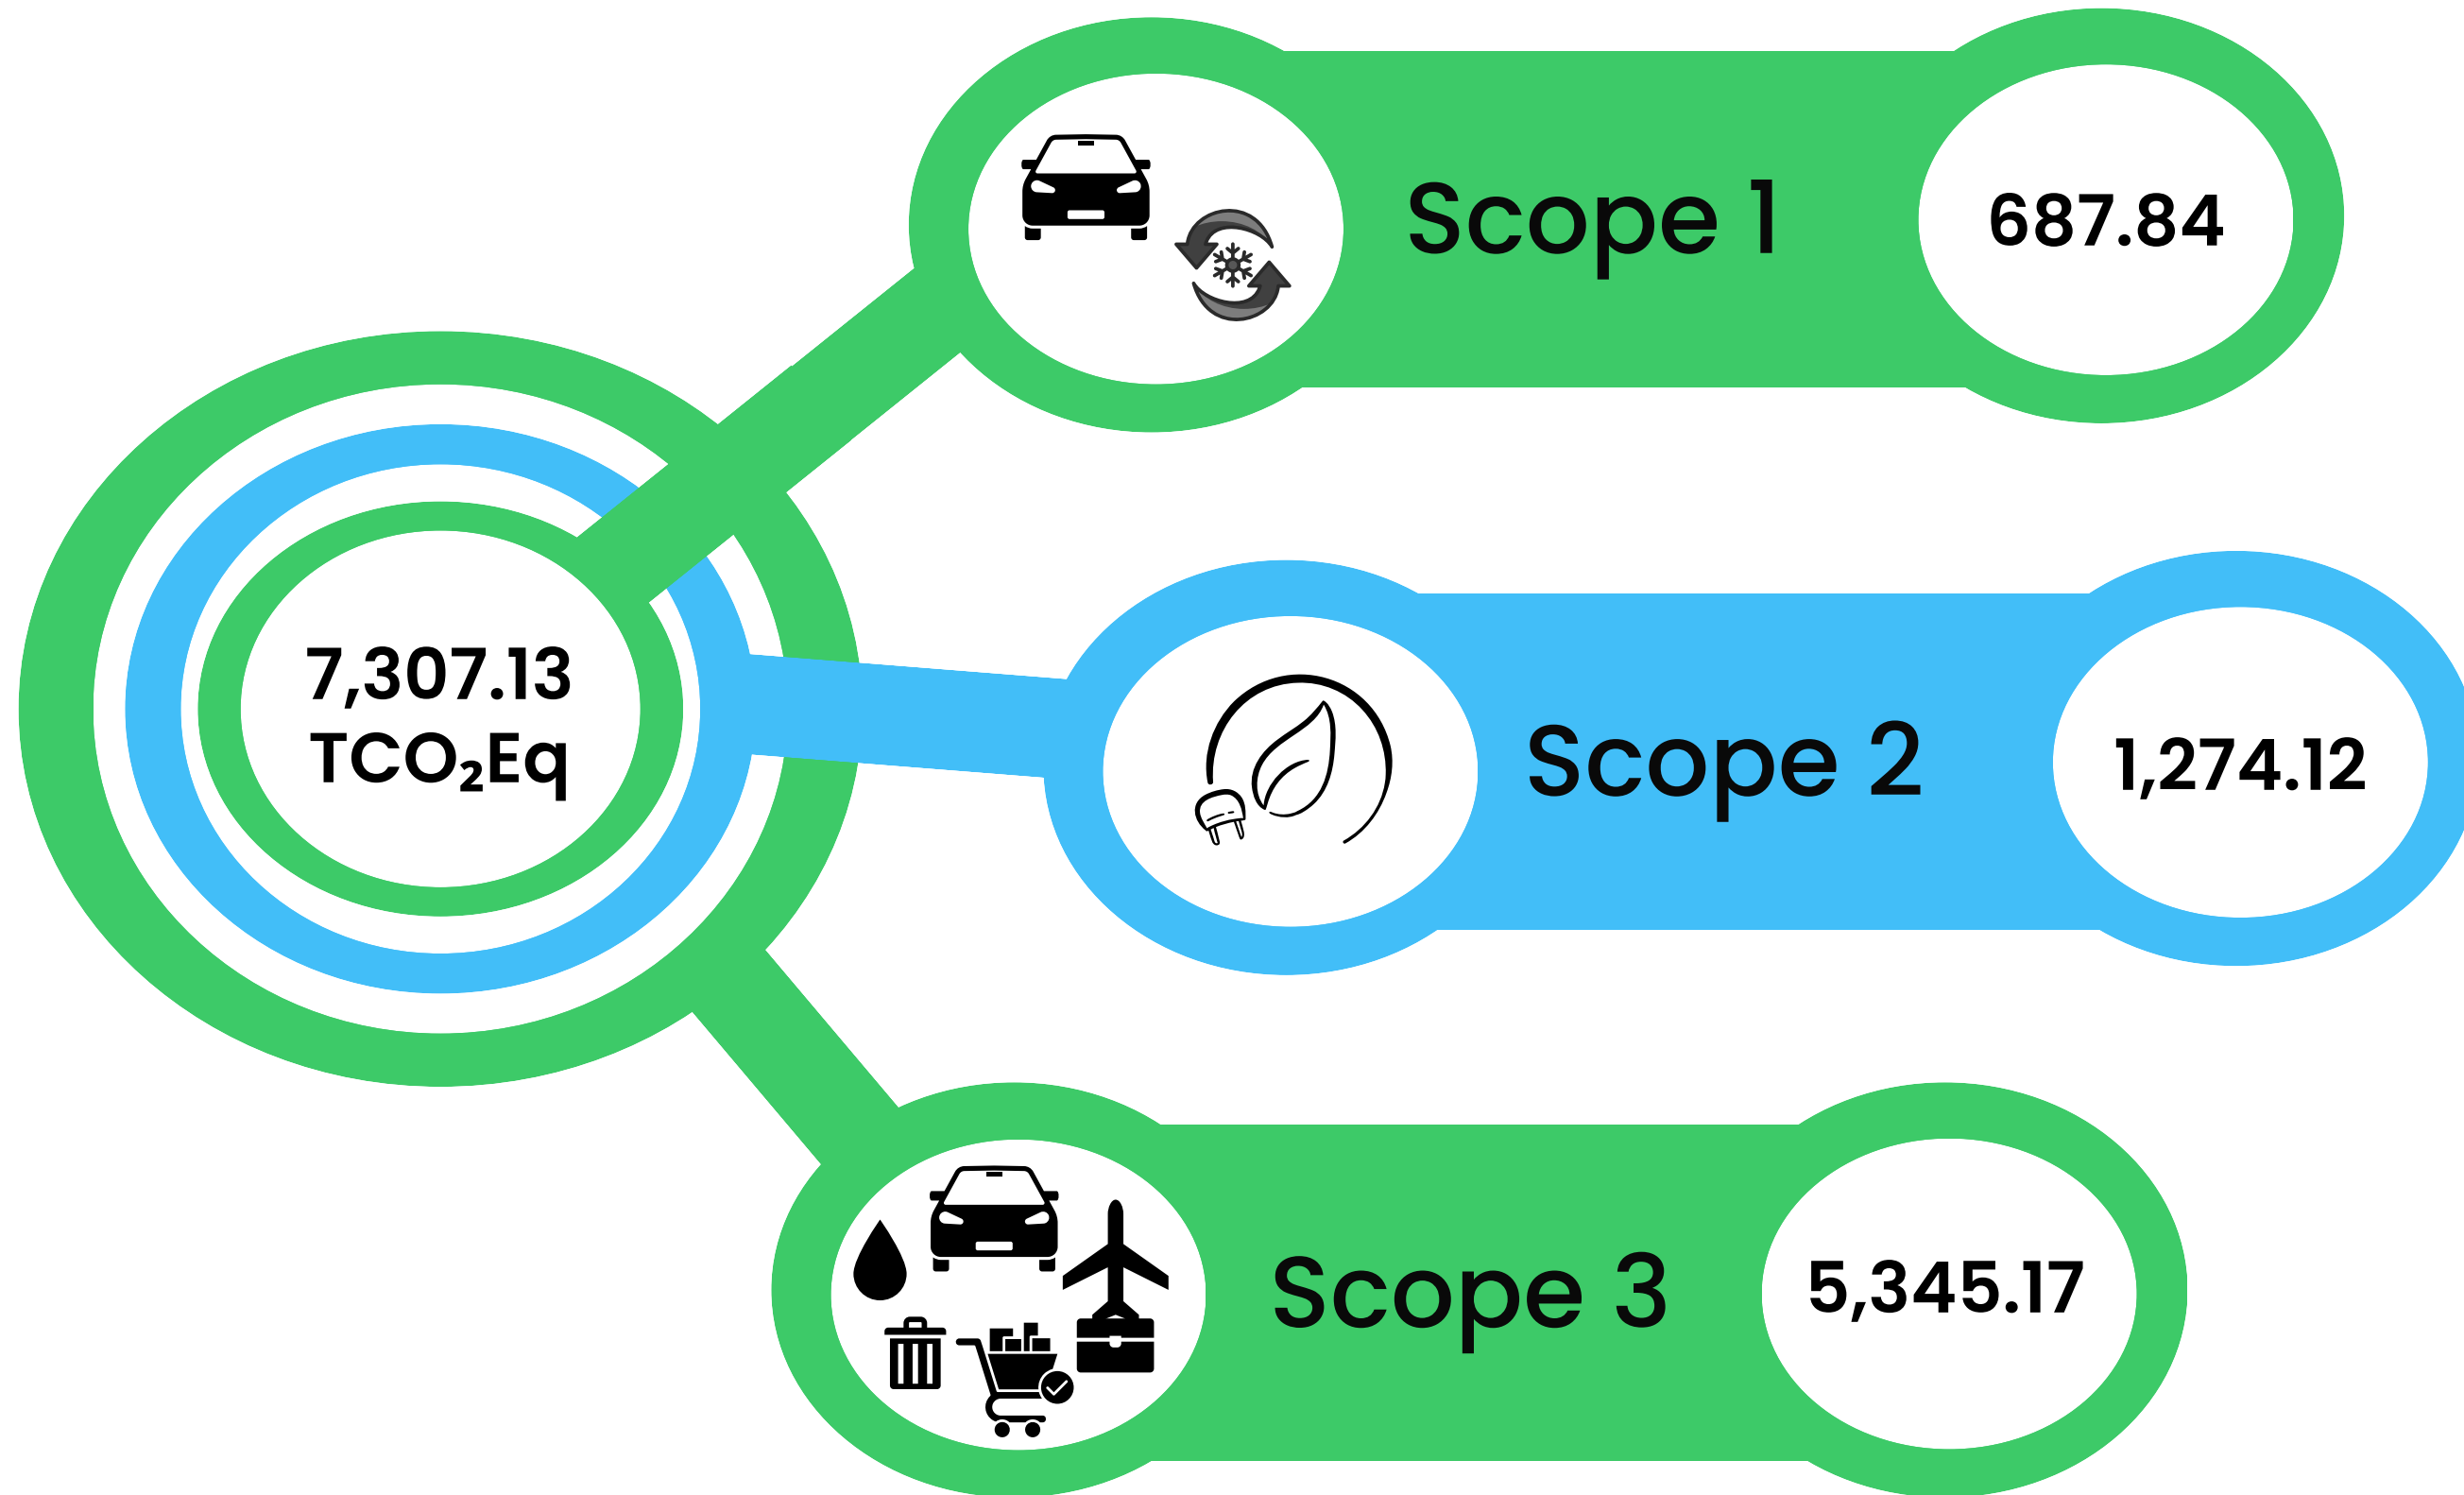 Scope 1
687.84
7,307.13
TCO₂Eq
Scope 2
1,274.12
Scope 3
5,345.17